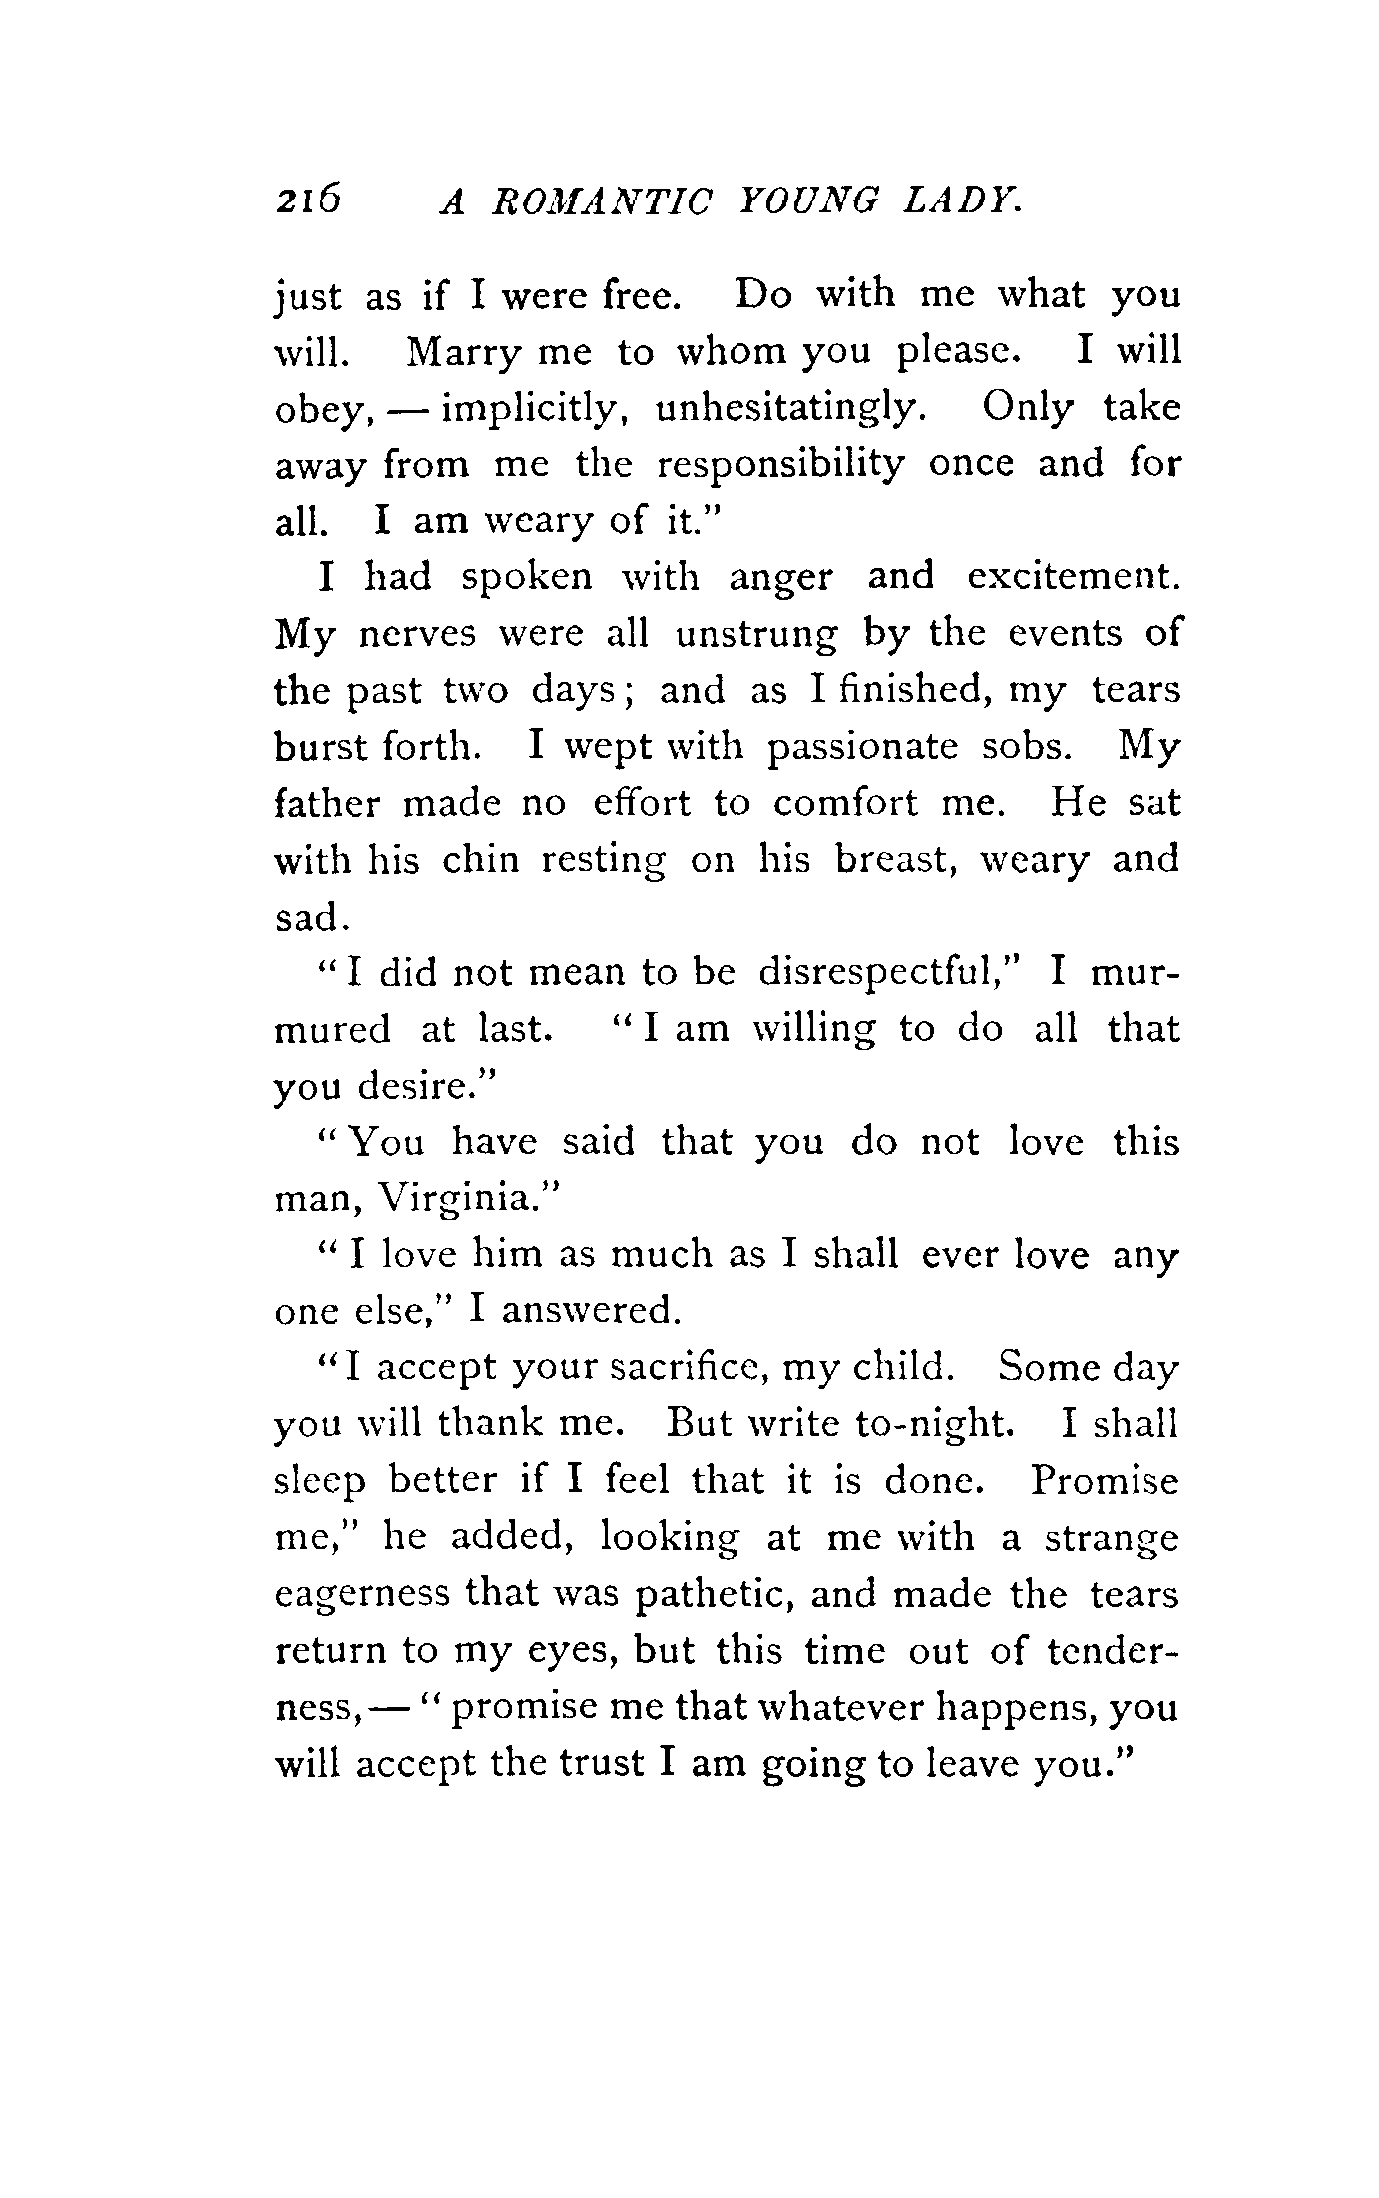 216 A ROMANTIC YOUNG LADY.
just as if I were free. Do with me what you
will. Marry me to whom you please. I will
obey, — implicitly, unhesitatingly. Only take
away from me the responsibility once and for
all. I am weary of it."
I had spoken with anger and excitement.
My nerves were all unstrung by the events of
the past two days; and as I finished, my tears
burst forth. I wept with passionate sobs. My
father made no effort to comfort me. He sat
with his chin resting on his breast, weary and
sad.
"I did not mean to be disrespectful," I mur-
mured at last. "I am willing to do all that
you desire."
"You have said that you do not love this
man, Virginia."
"I love him as much as I shall ever love any
one else," I answered.
"I accept your sacrifice, my child. Some day
you will thank me. But write to-night. I shall
sleep better if I feel that it is done. Promise
me," he added, looking at me with a strange
eagerness that was pathetic, and made the tears
return to my eyes, but this time out of tender-
ness,— "promise me that whatever happens, you
will accept the trust I am going to leave you."